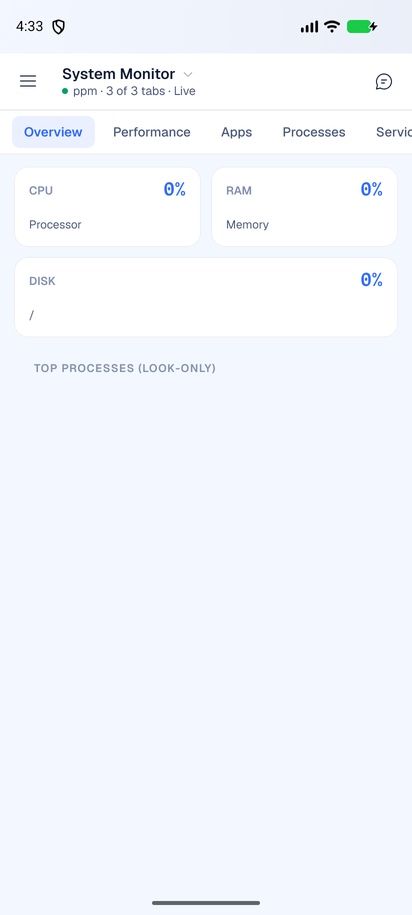 4:33
System Monitor
ppm · 3 of 3 tabs · Live
Overview Performance Apps Processes Servic
CPU 0% RAM 0%
Processor Memory
DISK 0%
/
TOP PROCESSES (LOOK-ONLY)